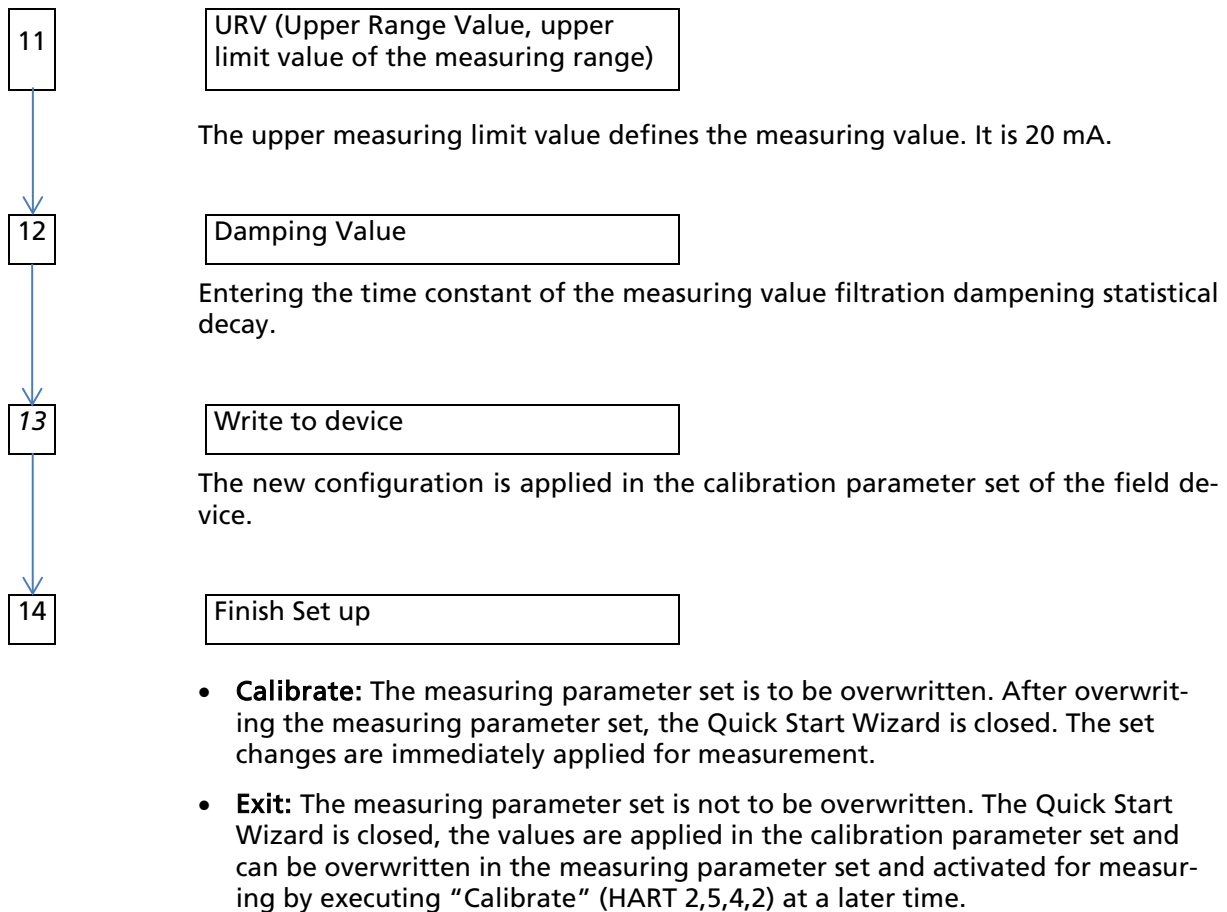 11
URV (Upper Range Value, upper
limit value of the measuring range)
The upper measuring limit value defines the measuring value. It is 20 mA.
12
Damping Value
Entering the time constant of the measuring value filtration dampening statistical
decay.
13
Write to device
The new configuration is applied in the calibration parameter set of the field de-
vice.
14
Finish Set up
• Calibrate: The measuring parameter set is to be overwritten. After overwrit-
ing the measuring parameter set, the Quick Start Wizard is closed. The set
changes are immediately applied for measurement.
• Exit: The measuring parameter set is not to be overwritten. The Quick Start
Wizard is closed, the values are applied in the calibration parameter set and
can be overwritten in the measuring parameter set and activated for measur-
ing by executing “Calibrate” (HART 2,5,4,2) at a later time.